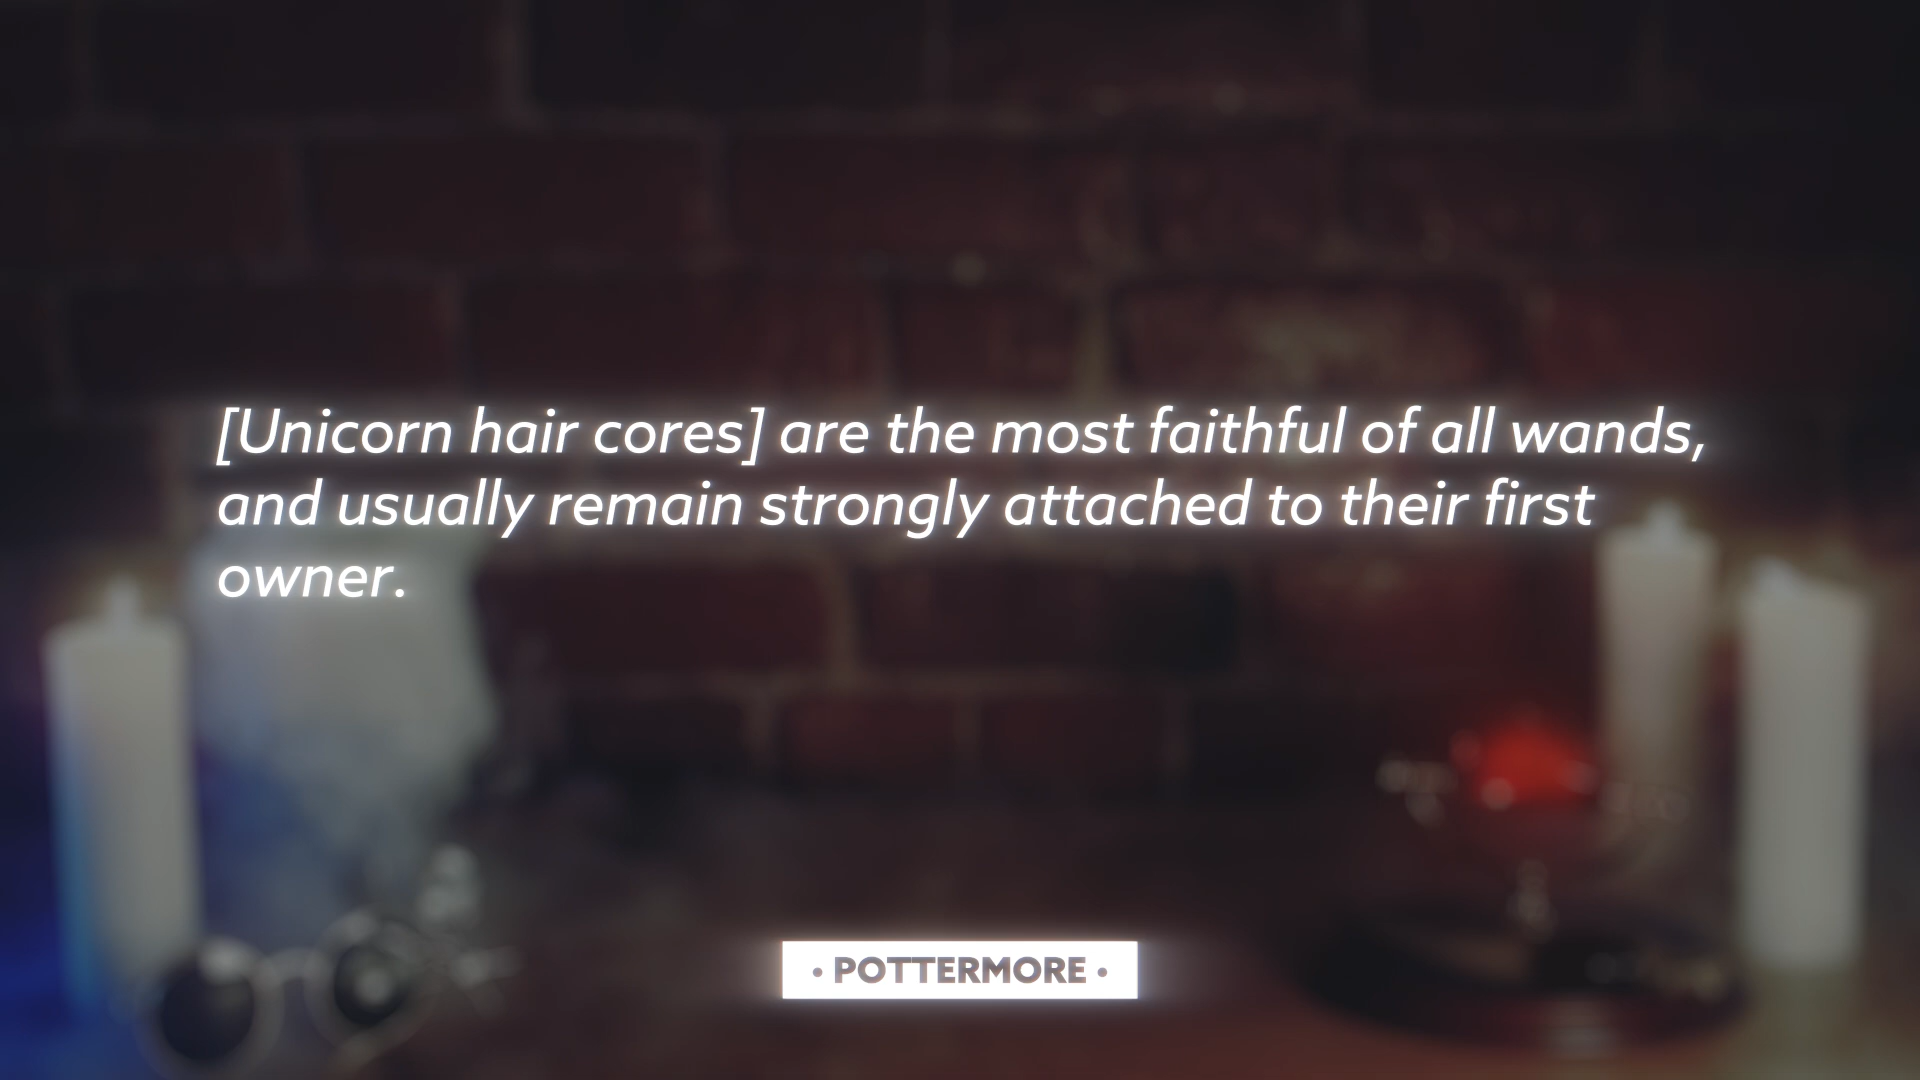 [Unicorn hair cores] are the most faithful of all wands,
and usually remain strongly attached to their first
owner.
• POTTERMORE •